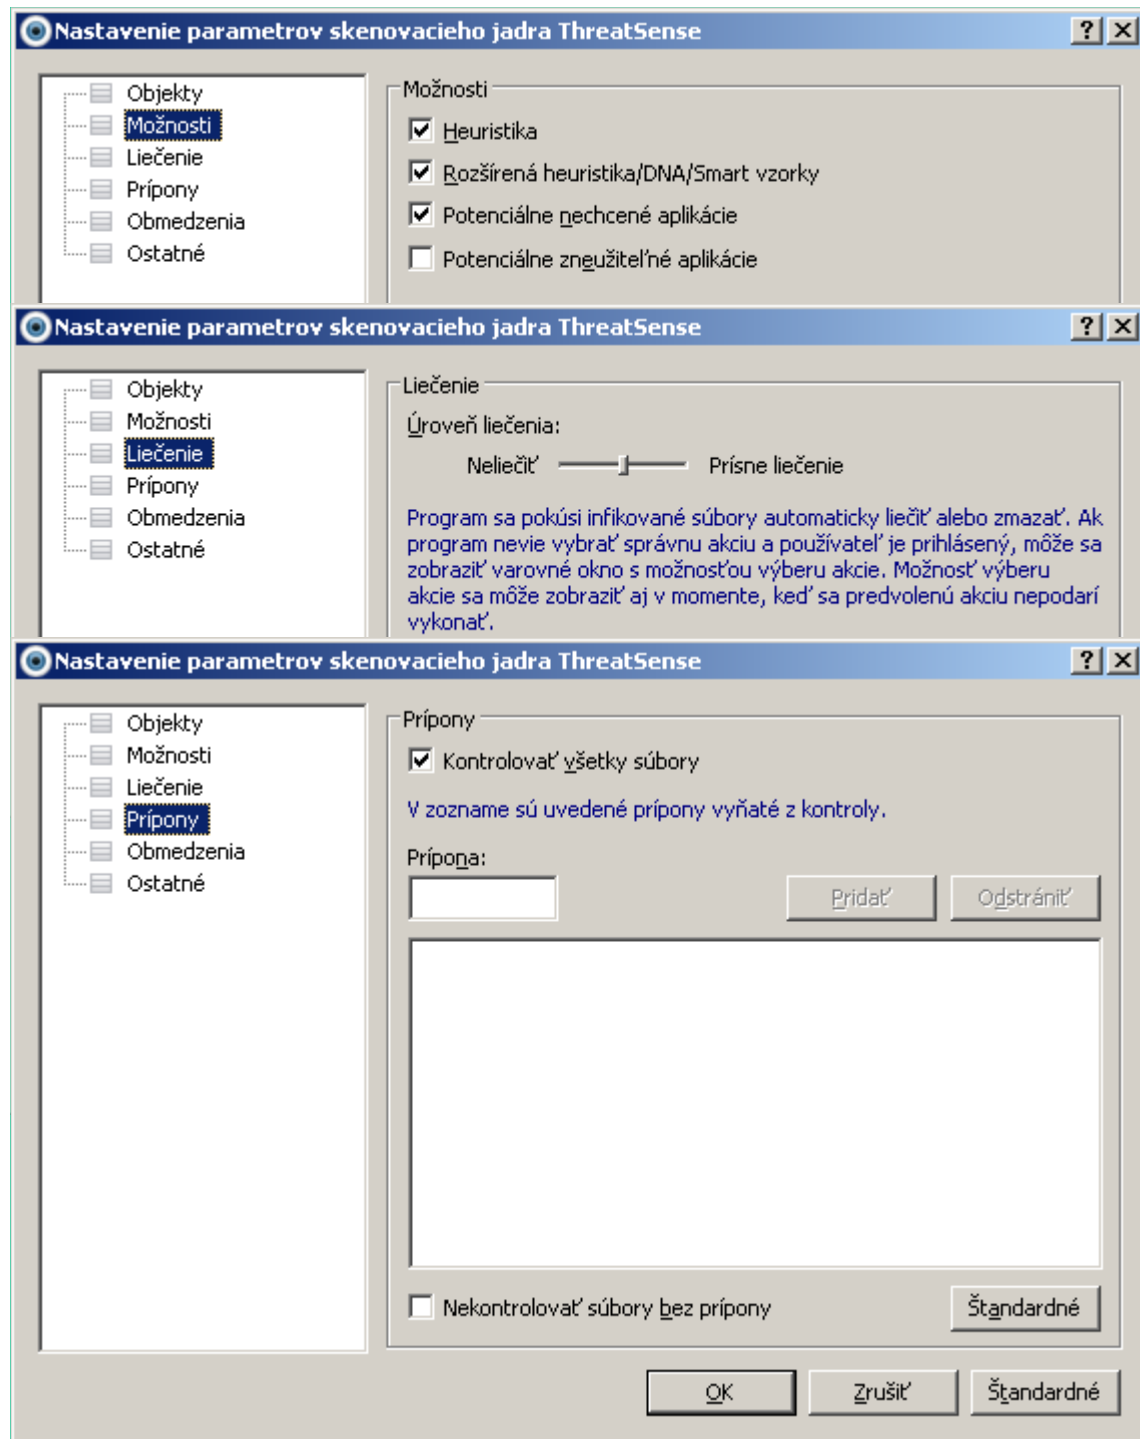 Nastavenie parametrov skenovacieho jadra ThreatSense
Objekty
Možnosti
Liečenie
Prípony
Obmedzenia
Ostatné
Možnosti
Heuristika
Rozšírená heuristika/DNA/Smart vzorky
Potenciálne nechcené aplikácie
Potenciálne zneužiteľné aplikácie
Nastavenie parametrov skenovacieho jadra ThreatSense
Objekty
Možnosti
Liečenie
Prípony
Obmedzenia
Ostatné
Liečenie
Úroveň liečenia:
Neliečiť Prísne liečenie
Program sa pokúsi infikované súbory automaticky liečiť alebo zmazať. Ak
program nevie vybrať správnu akciu a používateľ je prihlásený, môže sa
zobraziť varovné okno s možnosťou výberu akcie. Možnosť výberu
akcie sa môže zobraziť aj v momente, keď sa predvolenú akciu nepodarí
vykonať.
Nastavenie parametrov skenovacieho jadra ThreatSense
Objekty
Možnosti
Liečenie
Prípony
Obmedzenia
Ostatné
Prípony
Kontrolovať všetky súbory
V zozname sú uvedené prípony vyňaté z kontroly.
Prípona:
Pridať Odstrániť
Nekontrolovať súbory bez prípony Štandardné
OK Zrušiť Štandardné